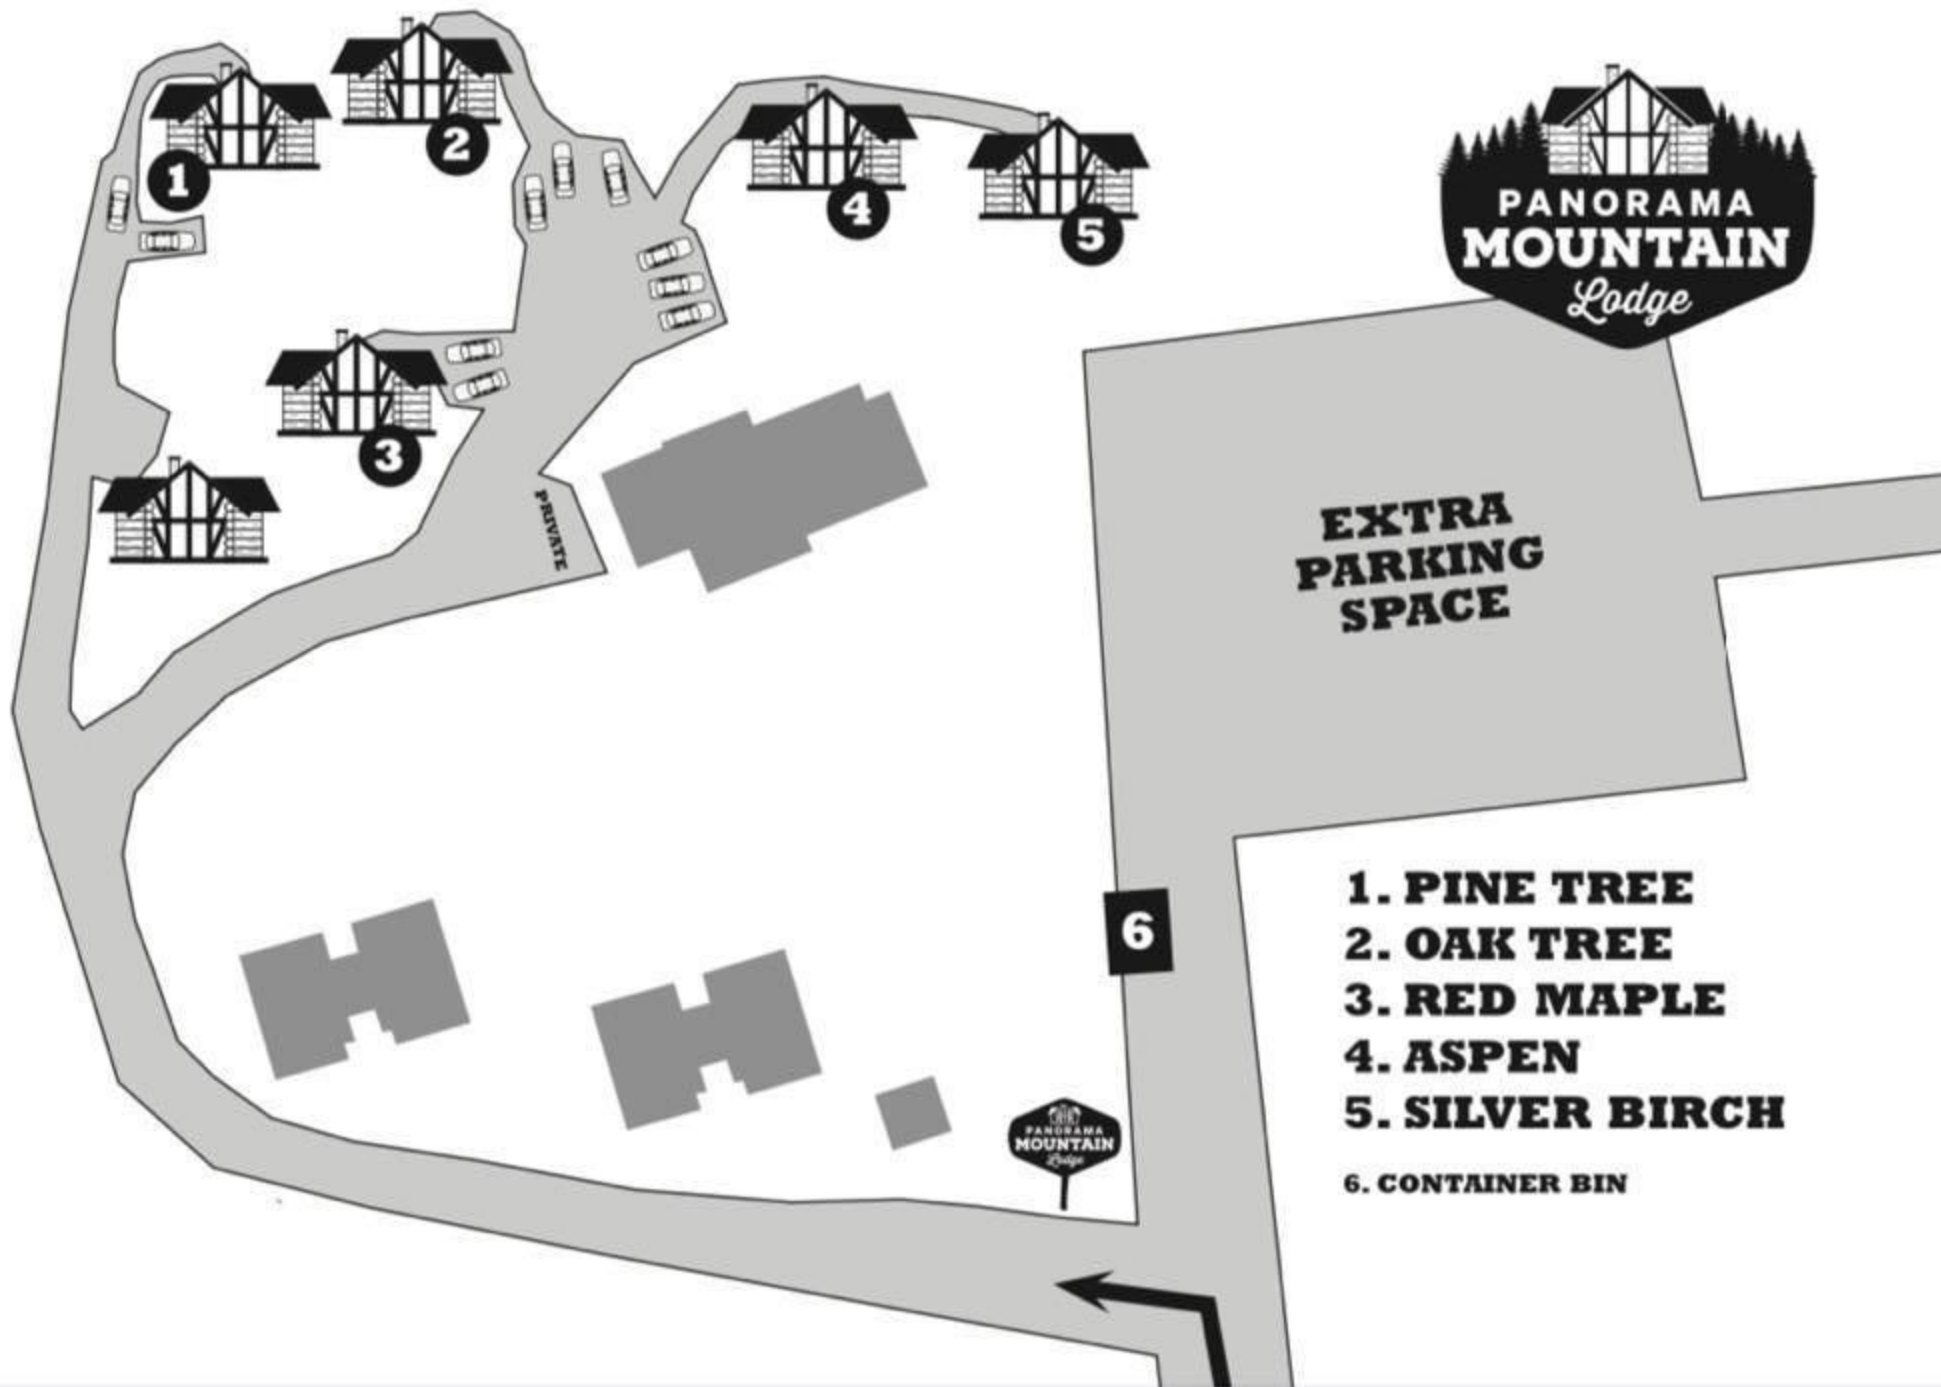 1
2
3
4
5
PANORAMA
MOUNTAIN
Lodge
PRIVATE
EXTRA
PARKING
SPACE
6
PANORAMA
MOUNTAIN
Lodge
1. PINE TREE
2. OAK TREE
3. RED MAPLE
4. ASPEN
5. SILVER BIRCH
6. CONTAINER BIN